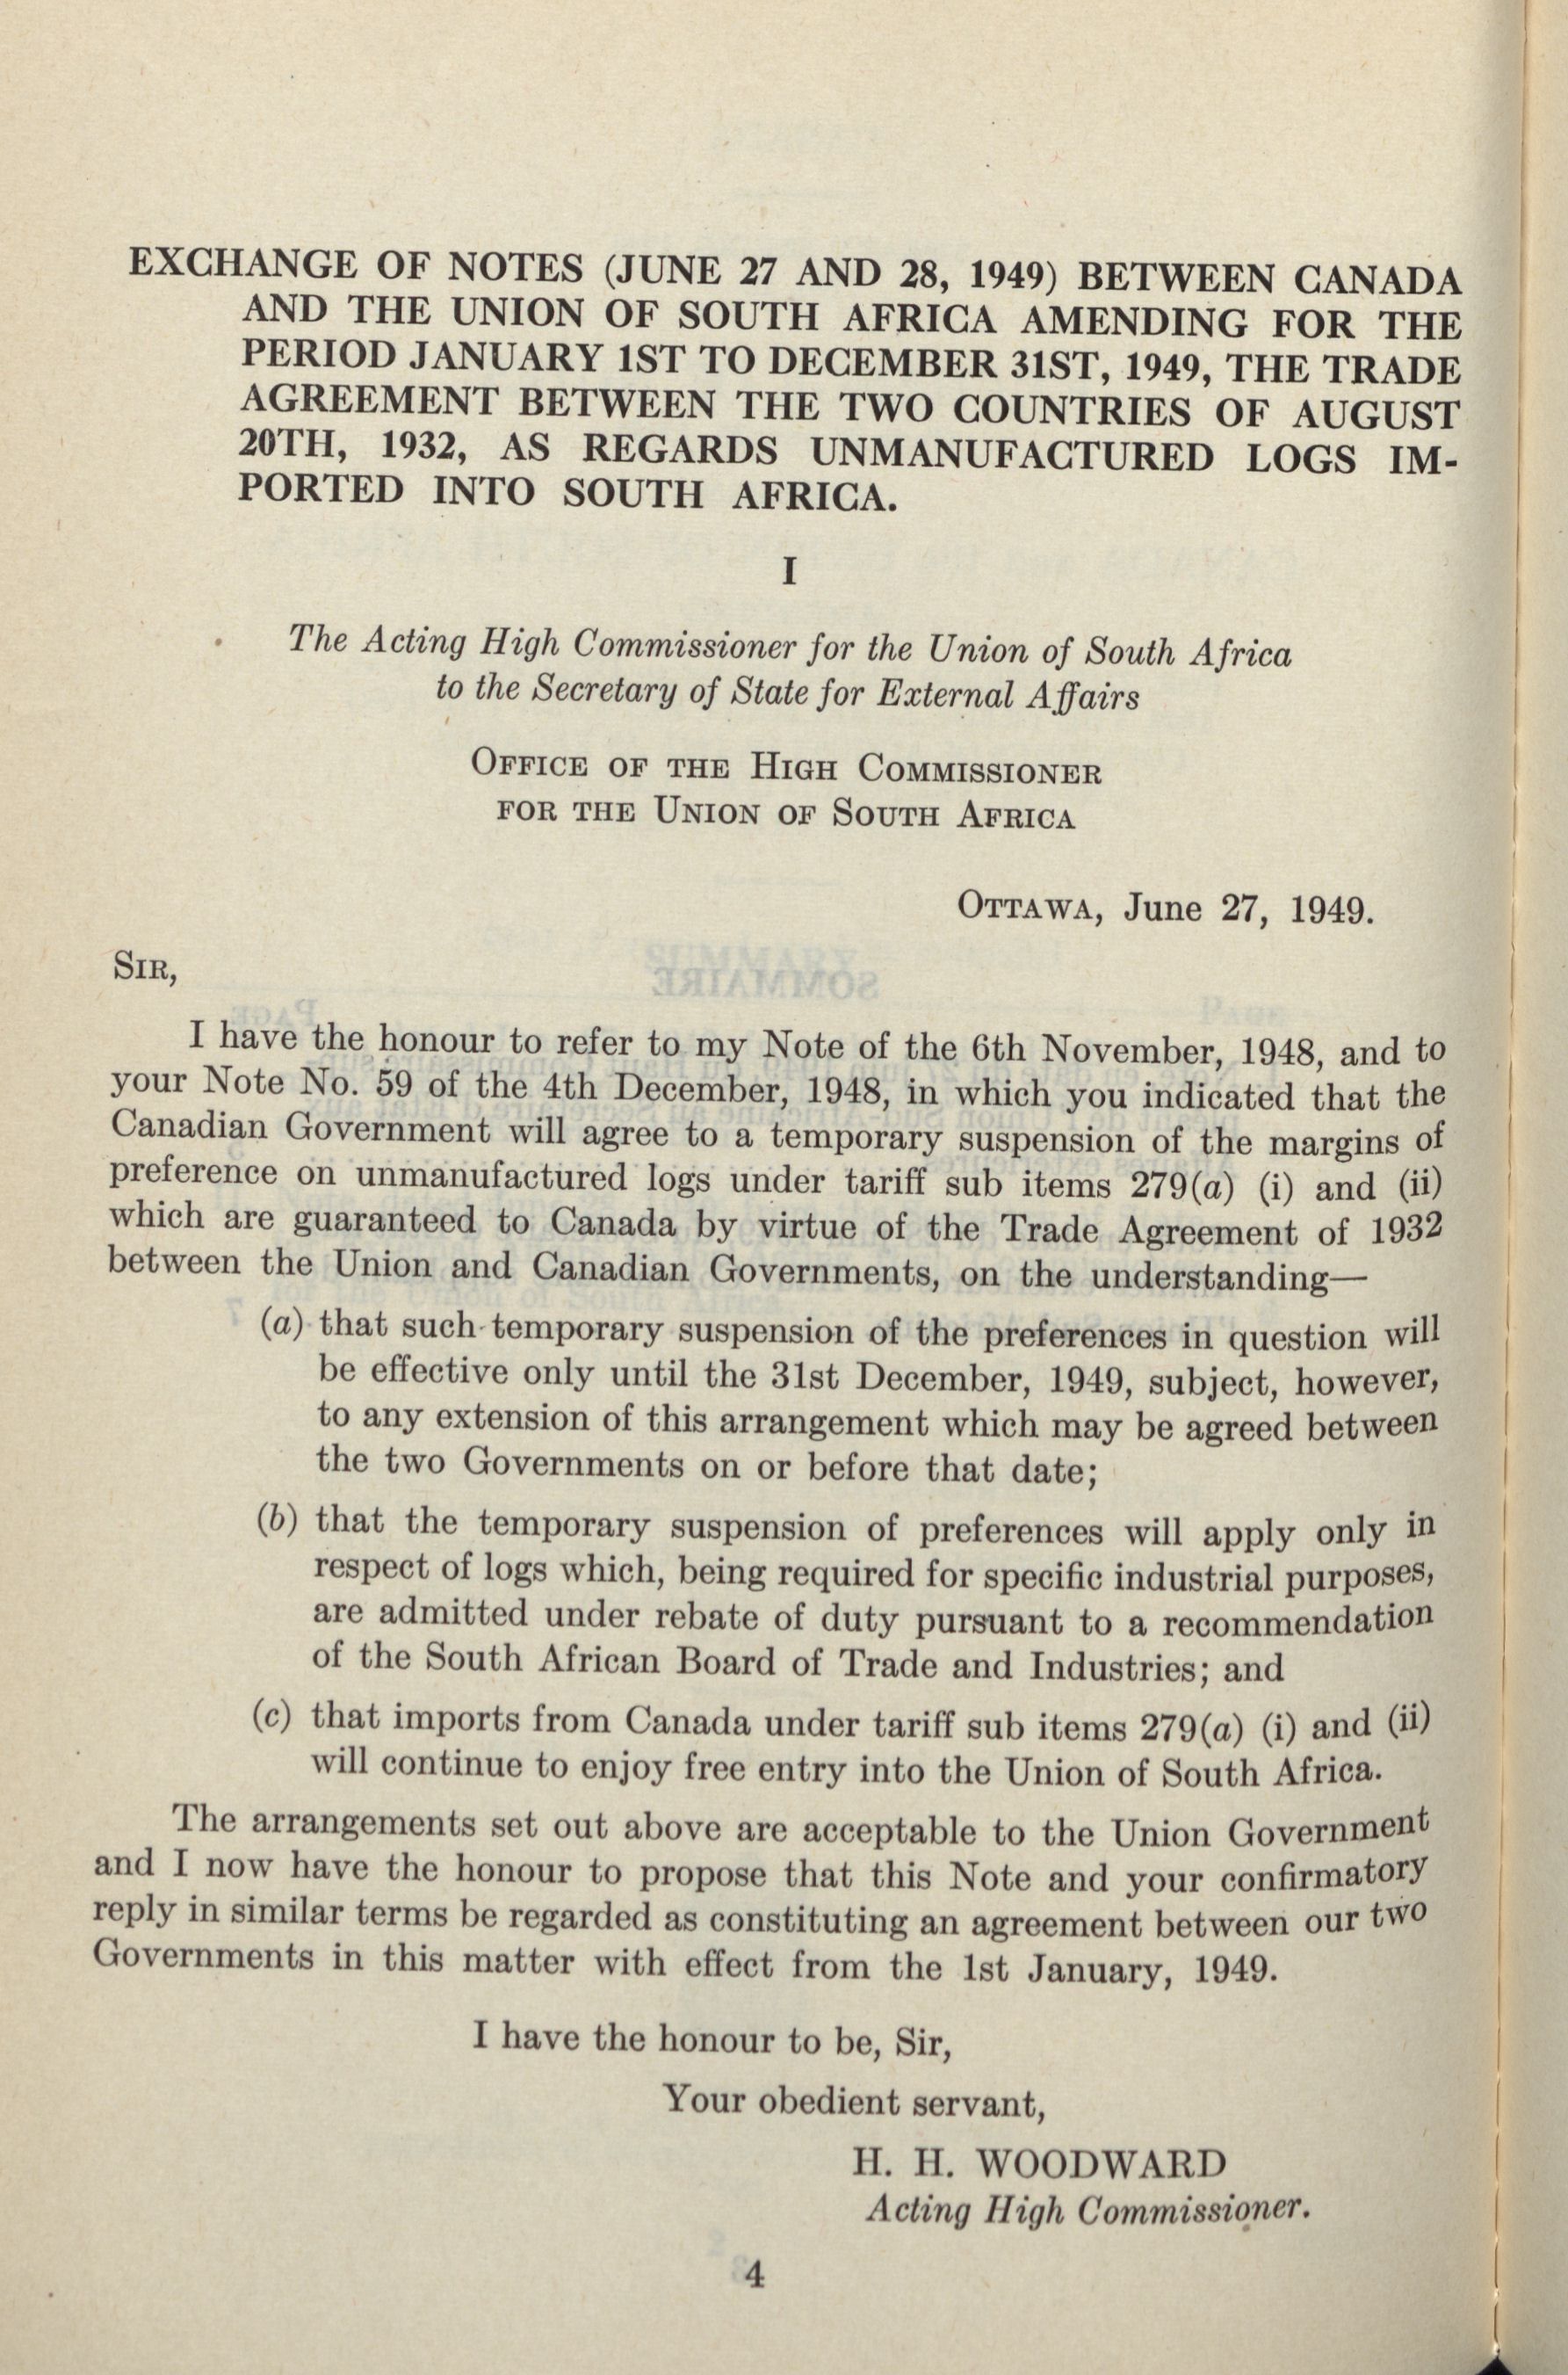 EXCHANGE OF NOTES (JUNE 27 AND 28, 1949) BETWEEN CANADA
AND THE UNION OF SOUTH AFRICA AMENDING FOR THE
PERIOD JANUARY 1ST TO DECEMBER 31ST, 1949, THE TRADE
AGREEMENT BETWEEN THE TWO COUNTRIES OF AUGUST
20TH, 1932, AS REGARDS UNMANUFACTURED LOGS IM-
PORTED INTO SOUTH AFRICA.
I
The Acting High Commissioner for the Union of South Africa
to the Secretary of State for External Affairs
OFFICE OF THE HIGH COMMISSIONER
FOR THE UNION OF SOUTH AFRICA
OTTAWA, June 27, 1949.
SIR,
I have the honour to refer to my Note of the 6th November, 1948, and to
your Note No. 59 of the 4th December, 1948, in which you indicated that the
Canadian Government will agree to a temporary suspension of the margins of
preference on unmanufactured logs under tariff sub items 279(a) (i) and (ii)
which are guaranteed to Canada by virtue of the Trade Agreement of 1932
between the Union and Canadian Governments, on the understanding—
(a) that such temporary suspension of the preferences in question will
be effective only until the 31st December, 1949, subject, however,
to any extension of this arrangement which may be agreed between
the two Governments on or before that date;
(b) that the temporary suspension of preferences will apply only in
respect of logs which, being required for specific industrial purposes,
are admitted under rebate of duty pursuant to a recommendation
of the South African Board of Trade and Industries; and
(c) that imports from Canada under tariff sub items 279(a) (i) and (ii)
will continue to enjoy free entry into the Union of South Africa.
The arrangements set out above are acceptable to the Union Government
and I now have the honour to propose that this Note and your confirmatory
reply in similar terms be regarded as constituting an agreement between our two
Governments in this matter with effect from the 1st January, 1949.
I have the honour to be, Sir,
Your obedient servant,
H. H. WOODWARD
Acting High Commissioner.
4